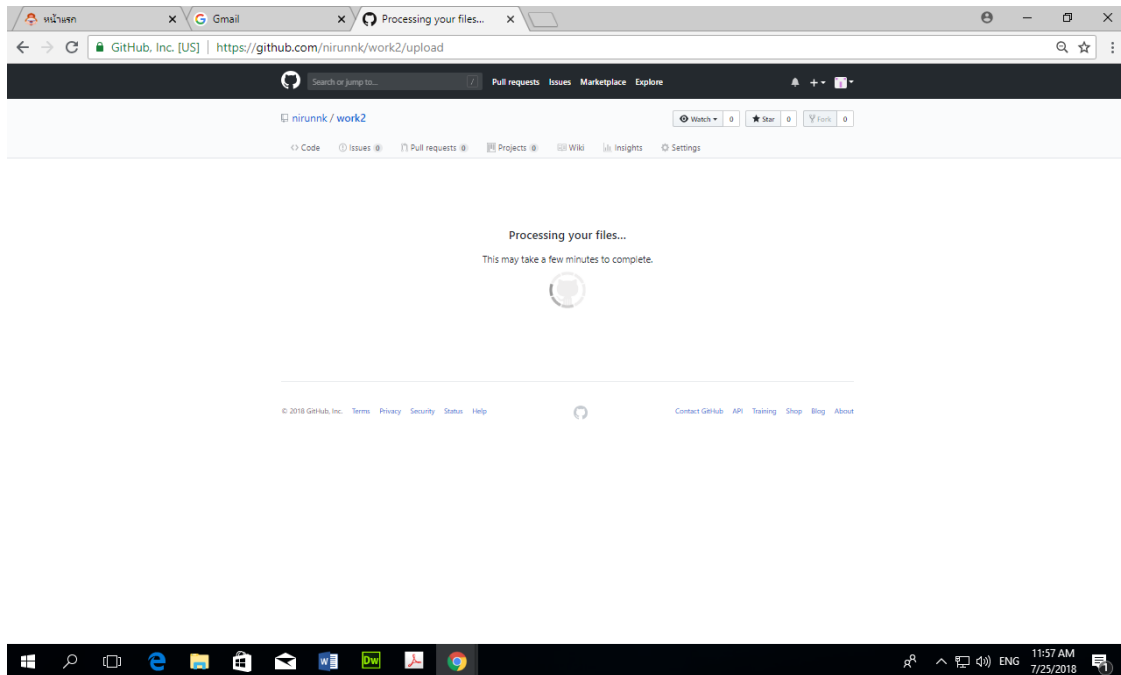 หน้าแรก
Gmail
Processing your files...
GitHub, Inc. [US] | https://github.com/nirunnk/work2/upload
Search or jump to... /
Pull requests Issues Marketplace Explore
nirunnk / work2
Watch 0 Star 0 Fork 0
Code Issues 0 Pull requests 0 Projects 0 Wiki Insights Settings
Processing your files...
This may take a few minutes to complete.
© 2018 GitHub, Inc. Terms Privacy Security Status Help
Contact GitHub API Training Shop Blog About
Dw
ENG
11:57 AM
7/25/2018
1